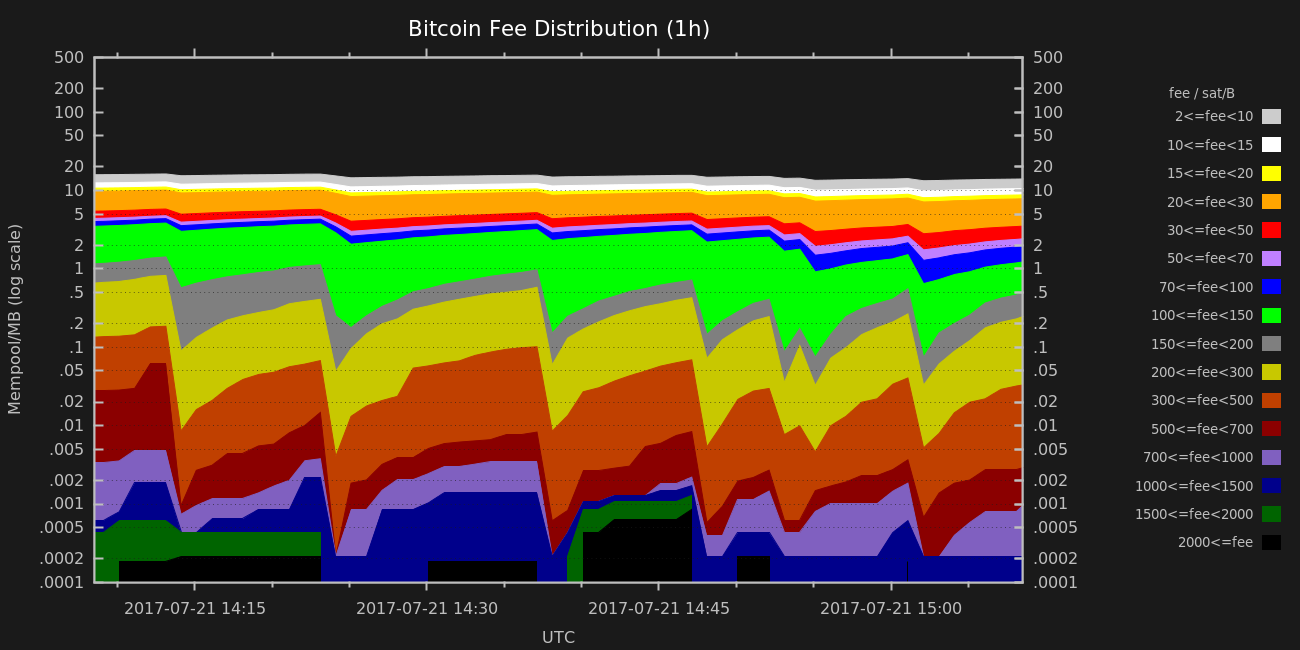 Bitcoin Fee Distribution (1h)
Mempool/MB (log scale)
500
200
100
50
20
10
5
2
1
.5
.2
.1
.05
.02
.01
.005
.002
.001
.0005
.0002
.0001
500
200
100
50
20
10
5
2
1
.5
.2
.1
.05
.02
.01
.005
.002
.001
.0005
.0002
.0001
2017-07-21 14:15
2017-07-21 14:30
2017-07-21 14:45
2017-07-21 15:00
UTC
fee / sat/B
2<=fee<10
10<=fee<15
15<=fee<20
20<=fee<30
30<=fee<50
50<=fee<70
70<=fee<100
100<=fee<150
150<=fee<200
200<=fee<300
300<=fee<500
500<=fee<700
700<=fee<1000
1000<=fee<1500
1500<=fee<2000
2000<=fee